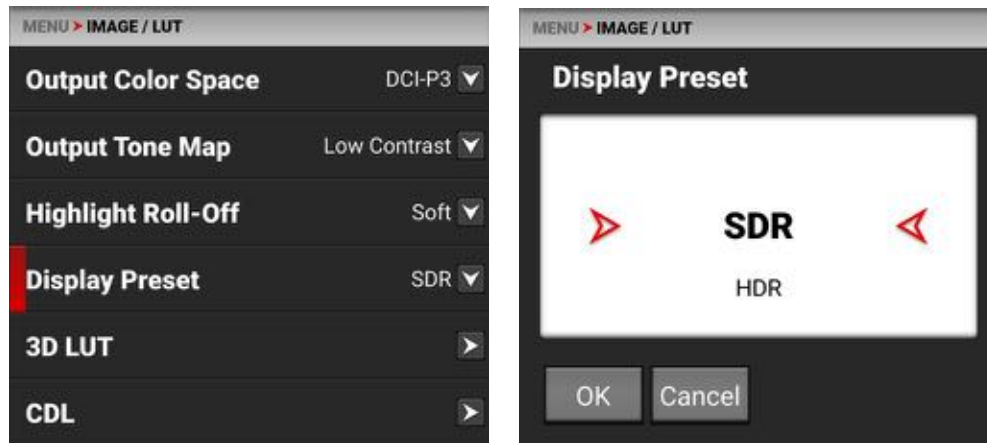 MENU > IMAGE / LUT
Output Color Space DCI-P3
Output Tone Map Low Contrast
Highlight Roll-Off Soft
Display Preset SDR
3D LUT
CDL
MENU > IMAGE / LUT
Display Preset
SDR
HDR
OK Cancel